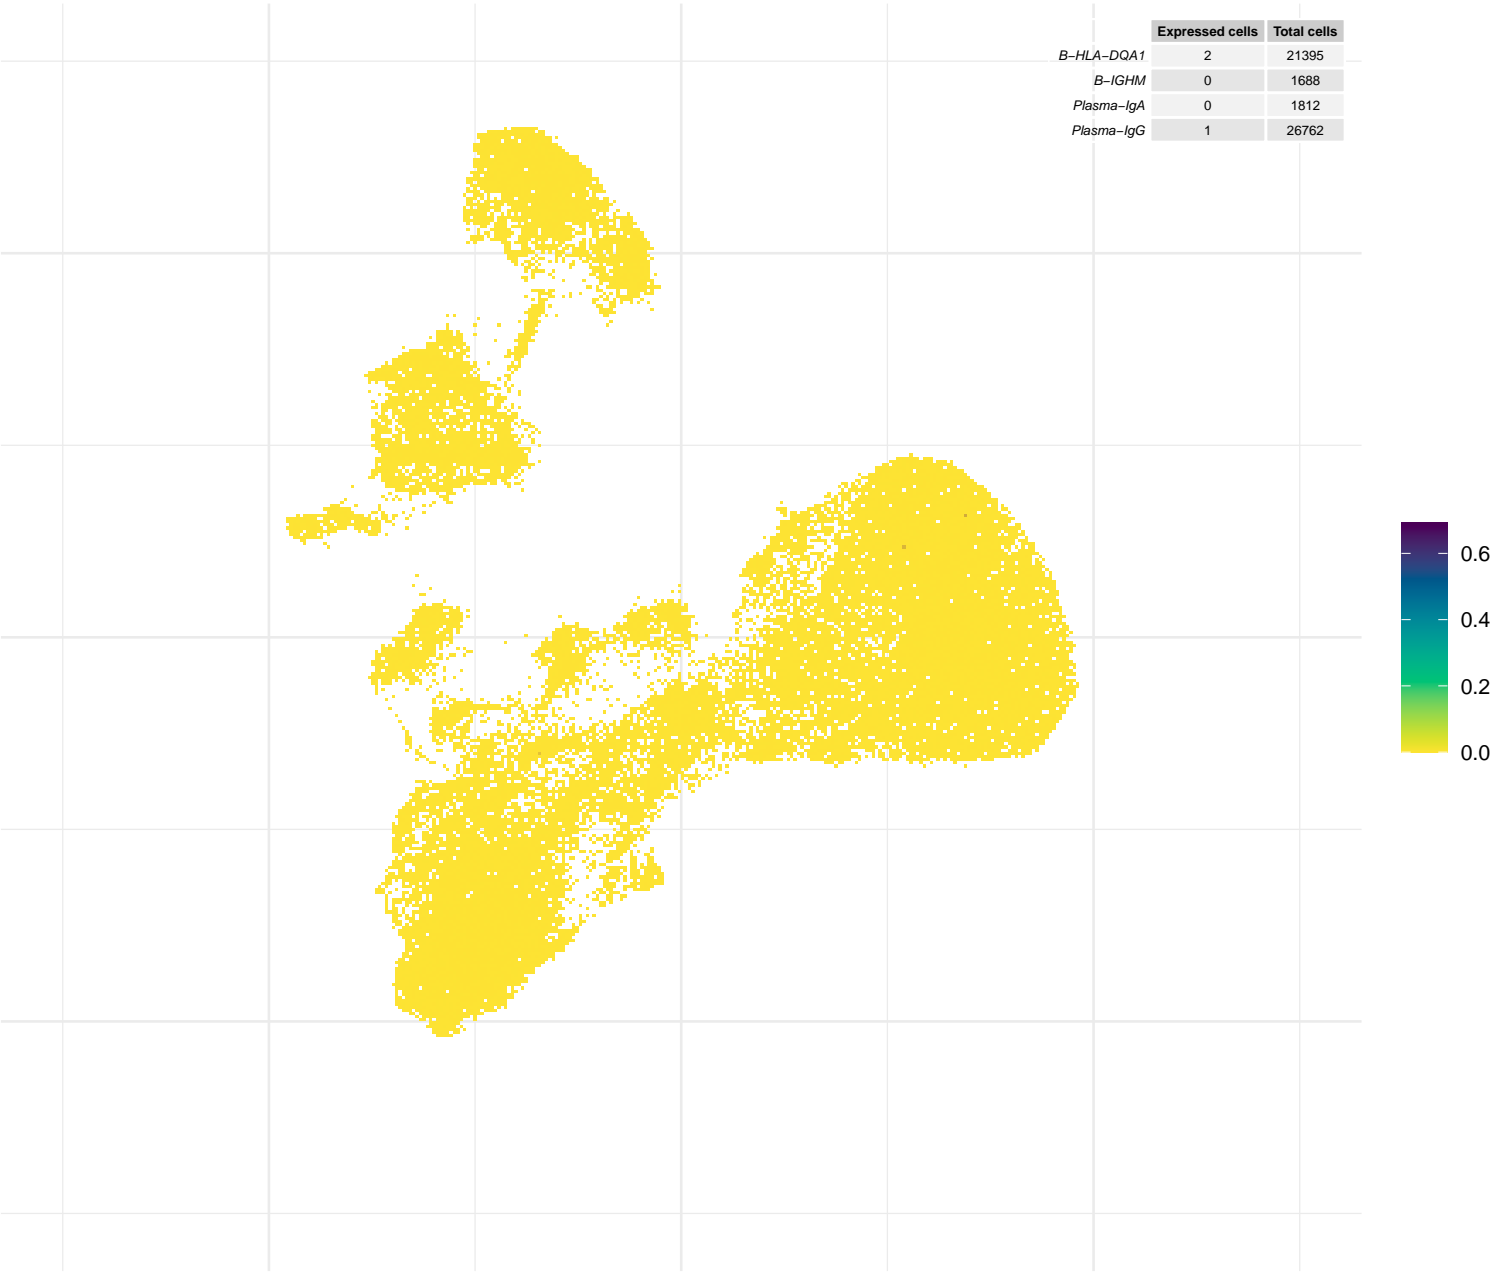 Expressed cells Total cells
B−HLA−DQA1 2 21395
B−IGHM 0 1688
Plasma−IgA 0 1812
Plasma−IgG 1 26762
0.6
0.4
0.2
0.0